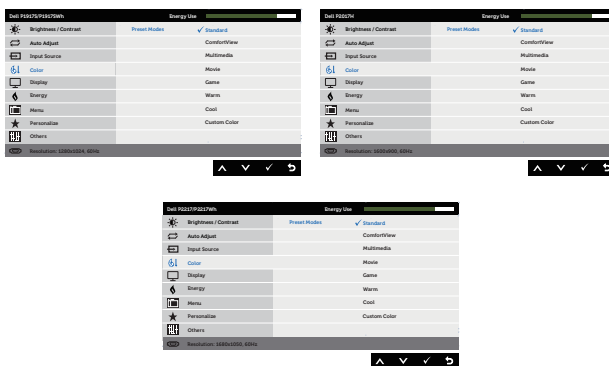 Dell P1917S/P1917SWh Energy Use
Brightness / Contrast Preset Modes ✓ Standard
Auto Adjust ComfortView
Input Source Multimedia
Color Movie
Display Game
Energy Warm
Menu Cool
Personalize Custom Color
Others
Resolution: 1280x1024, 60Hz
Dell P2017H Energy Use
Brightness / Contrast Preset Modes ✓ Standard
Auto Adjust ComfortView
Input Source Multimedia
Color Movie
Display Game
Energy Warm
Menu Cool
Personalize Custom Color
Others
Resolution: 1600x900, 60Hz
Dell P2217/P2217Wh Energy Use
Brightness / Contrast Preset Modes ✓ Standard
Auto Adjust ComfortView
Input Source Multimedia
Color Movie
Display Game
Energy Warm
Menu Cool
Personalize Custom Color
Others
Resolution: 1680x1050, 60Hz